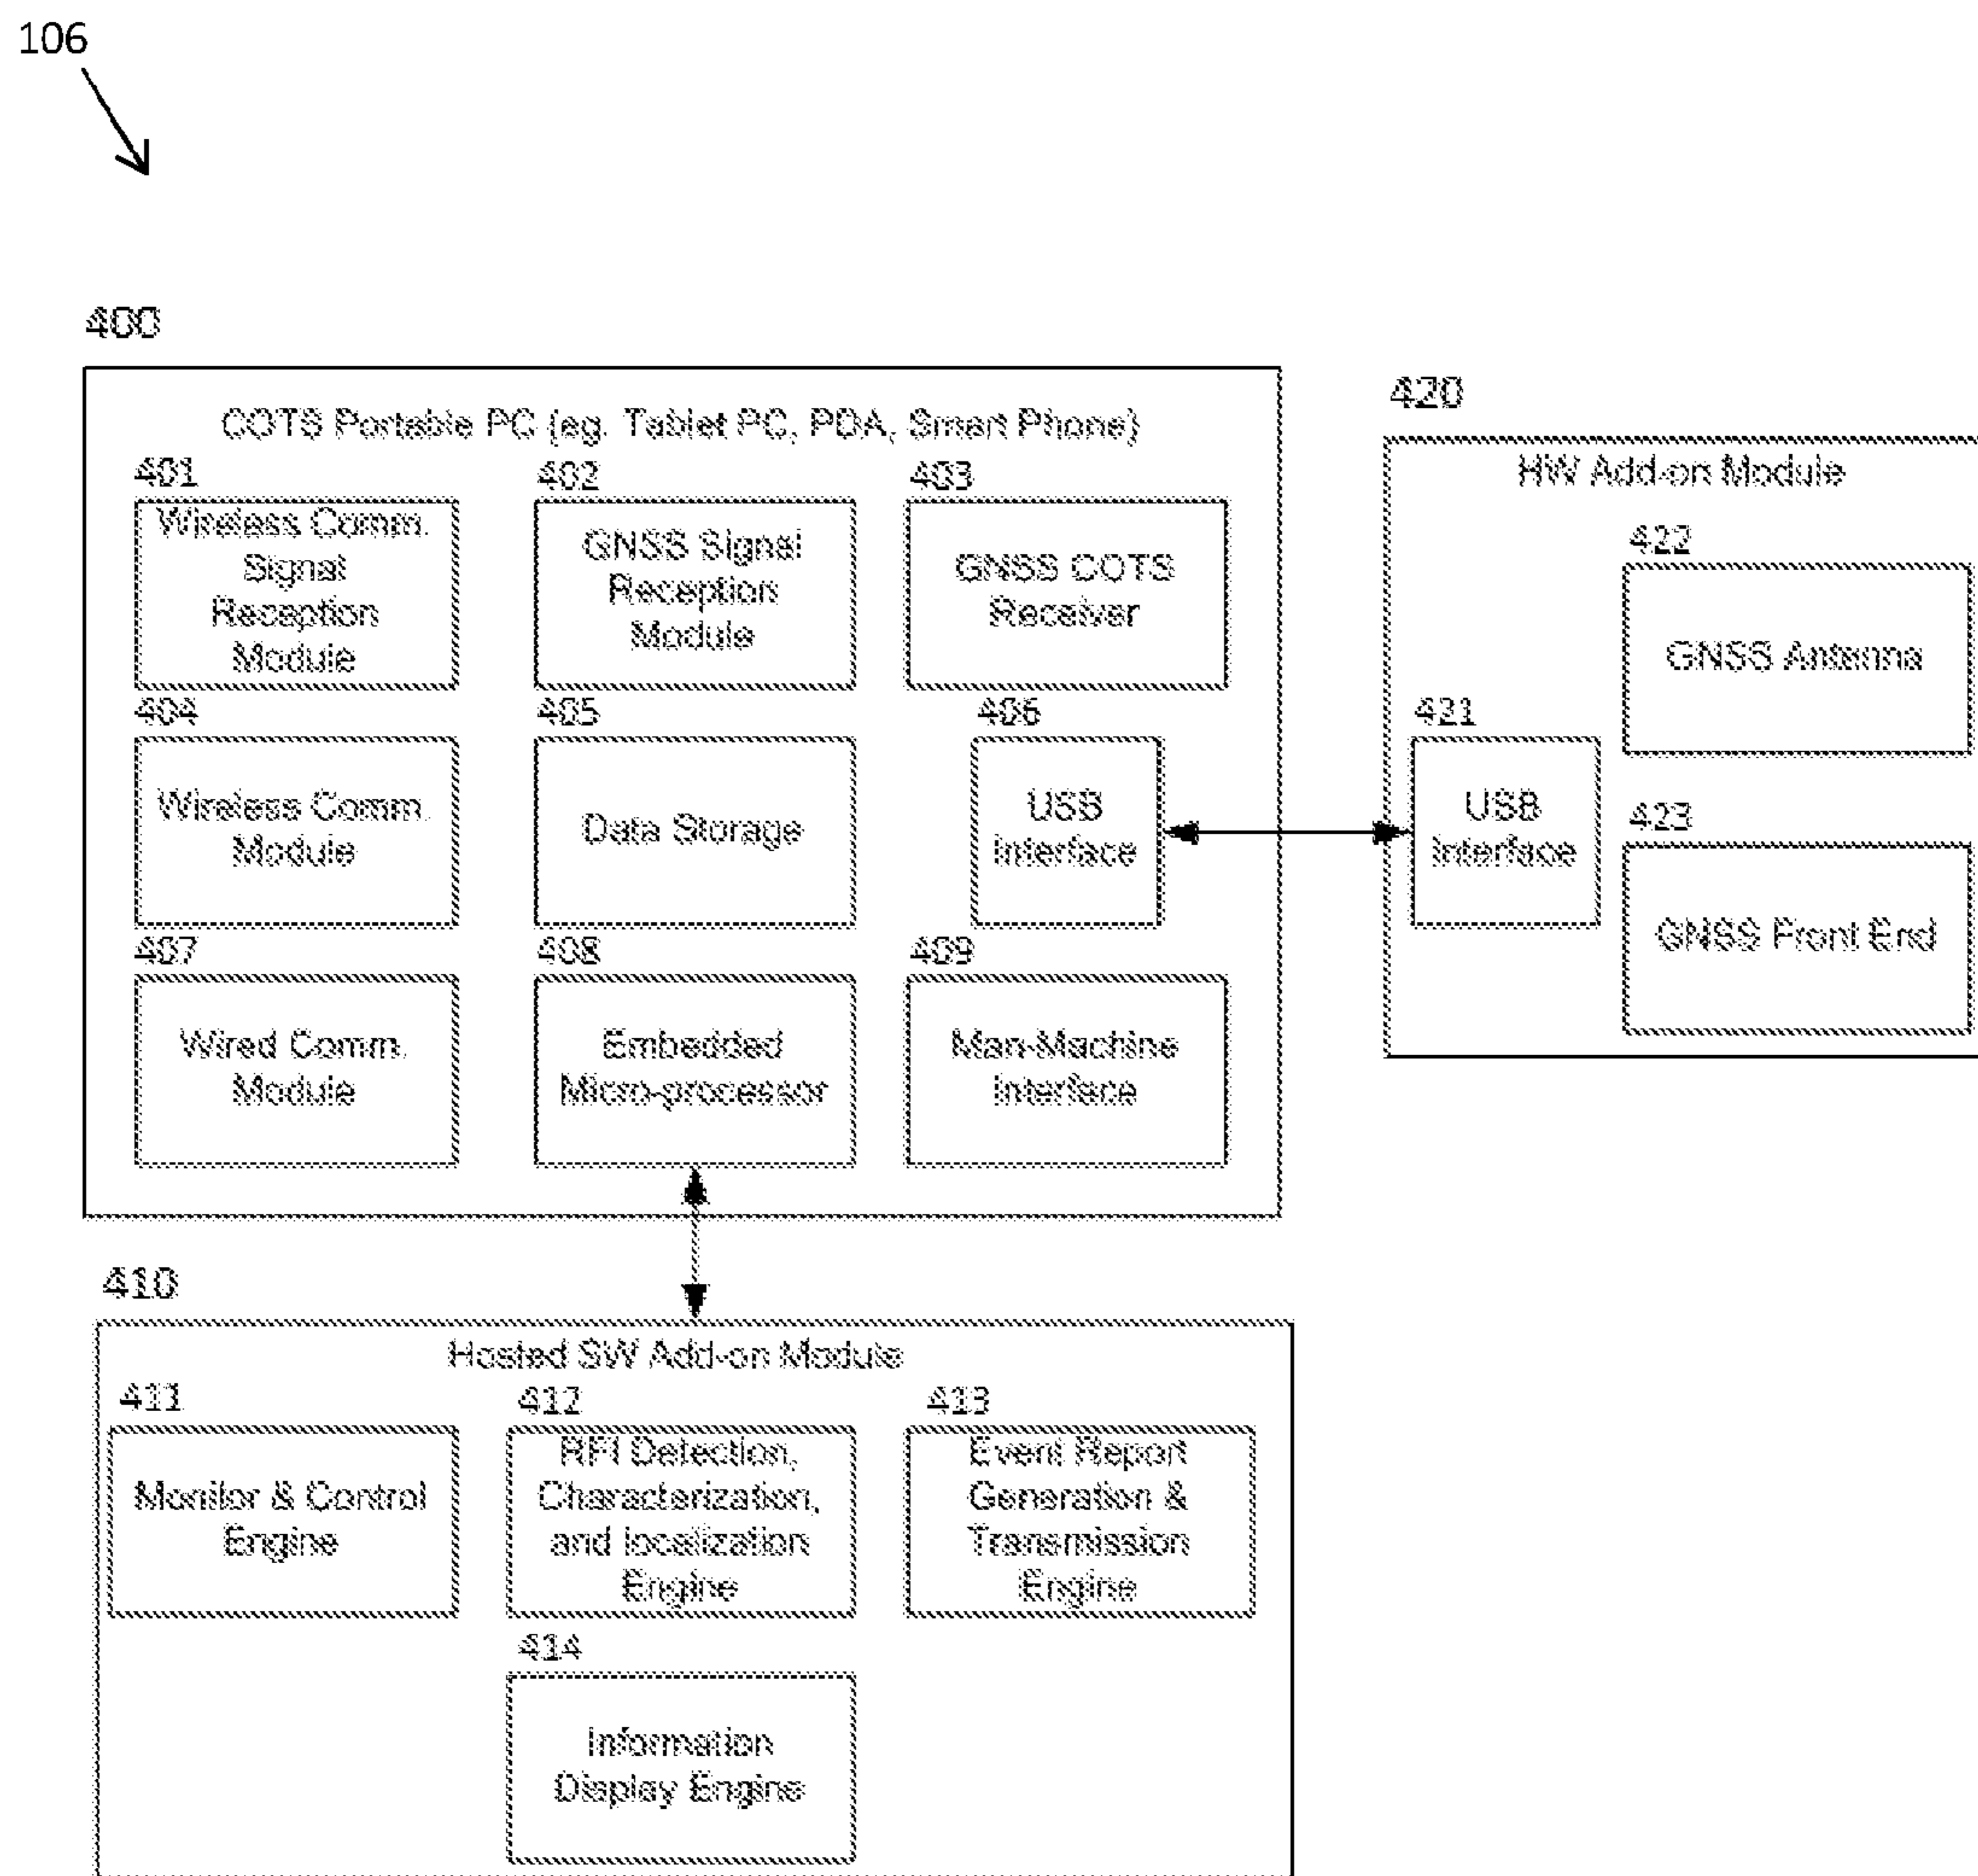 106
400
COTS Portable PC (eg. Tablet PC, PDA, Smart Phone)
401
Wireless Comm.
Signal
Reception
Module
402
GNSS Signal
Reception
Module
403
GNSS COTS
Receiver
404
Wireless Comm.
Module
405
Data Storage
406
USB
Interface
407
Wired Comm.
Module
408
Embedded
Micro-processor
409
Man-Machine
Interface
420
HW Add-on Module
421
USB
Interface
422
GNSS Antenna
423
GNSS Front End
410
Hosted SW Add-on Module
411
Monitor & Control
Engine
412
RFI Detection,
Characterization,
and localization
Engine
413
Event Report
Generation &
Transmission
Engine
414
Information
Display Engine